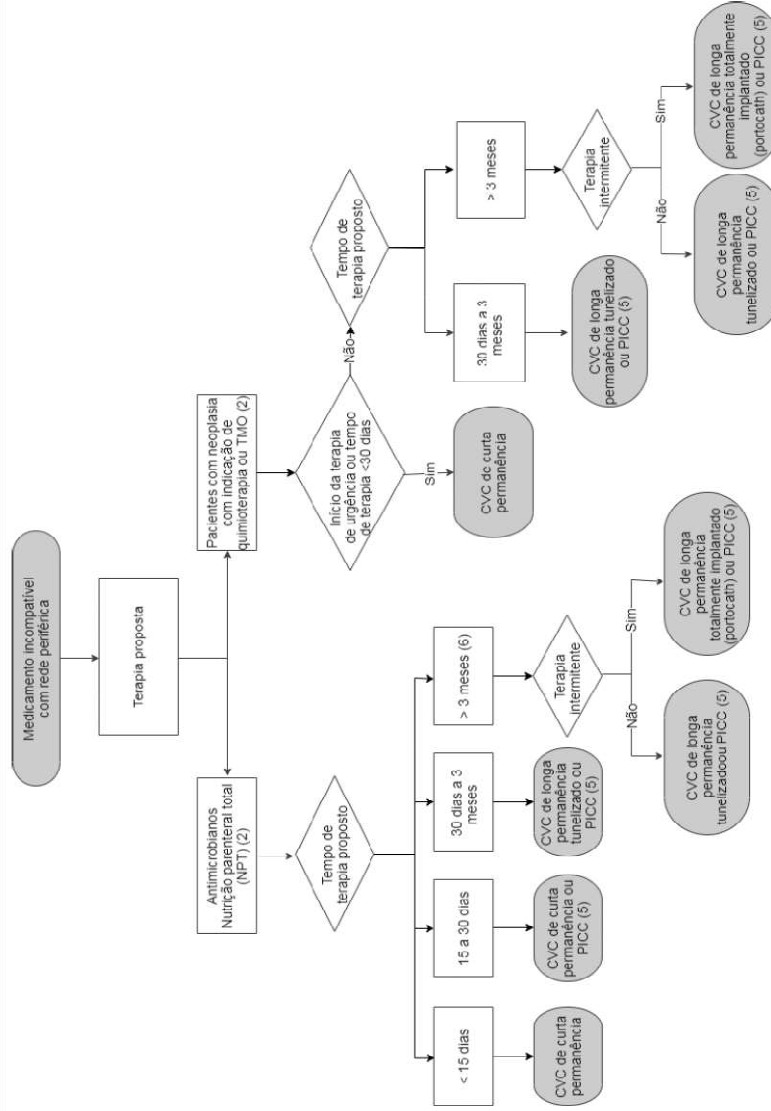 Medicamento incompatível
com rede periférica
Terapia proposta
Antimicrobianos
Nutrição parenteral total
(NPT) (2)
Tempo de
terapia proposto
< 15 dias
CVC de curta
permanência
15 a 30 dias
CVC de curta
permanência ou
PICC (5)
30 dias a 3
meses
CVC de longa
permanência
tunelizado ou
PICC (5)
> 3 meses (6)
Terapia
intermitente
Não
CVC de longa
permanência
tunelizadoou PICC (5)
Sim
CVC de longa
permanência
totalmente implantado
(portocath) ou PICC (5)
Pacientes com neoplasia
com indicação de
quimioterapia ou TMO (2)
Início da terapia
de urgência ou tempo
de terapia <30 dias
Sim
CVC de curta
permanência
Não
Tempo de
terapia proposto
30 dias a 3
meses
CVC de longa
permanência tunelizado
ou PICC (5)
> 3 meses
Terapia
intermitente
Não
CVC de longa
permanência
tunelizado ou PICC (5)
Sim
CVC de longa
permanência totalmente
implantado
(portocath) ou PICC (5)